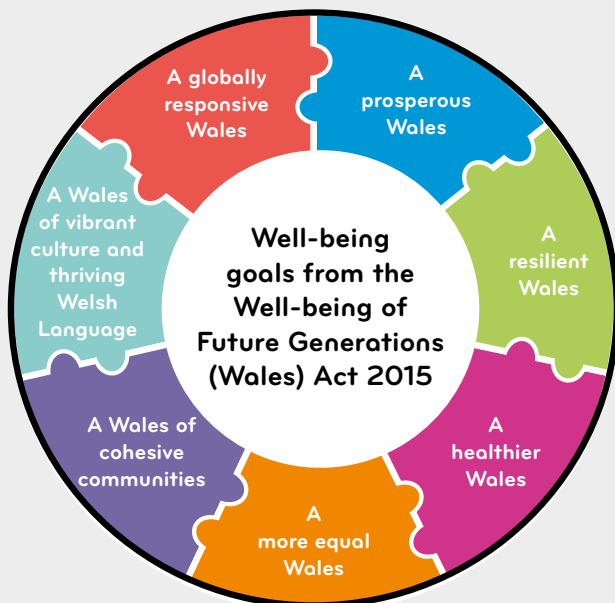 Well-being
goals from the
Well-being of
Future Generations
(Wales) Act 2015
A
prosperous
Wales
A
resilient
Wales
A
healthier
Wales
A
more equal
Wales
A Wales of
cohesive
communities
A Wales
of vibrant
culture and
thriving
Welsh
Language
A globally
responsive
Wales